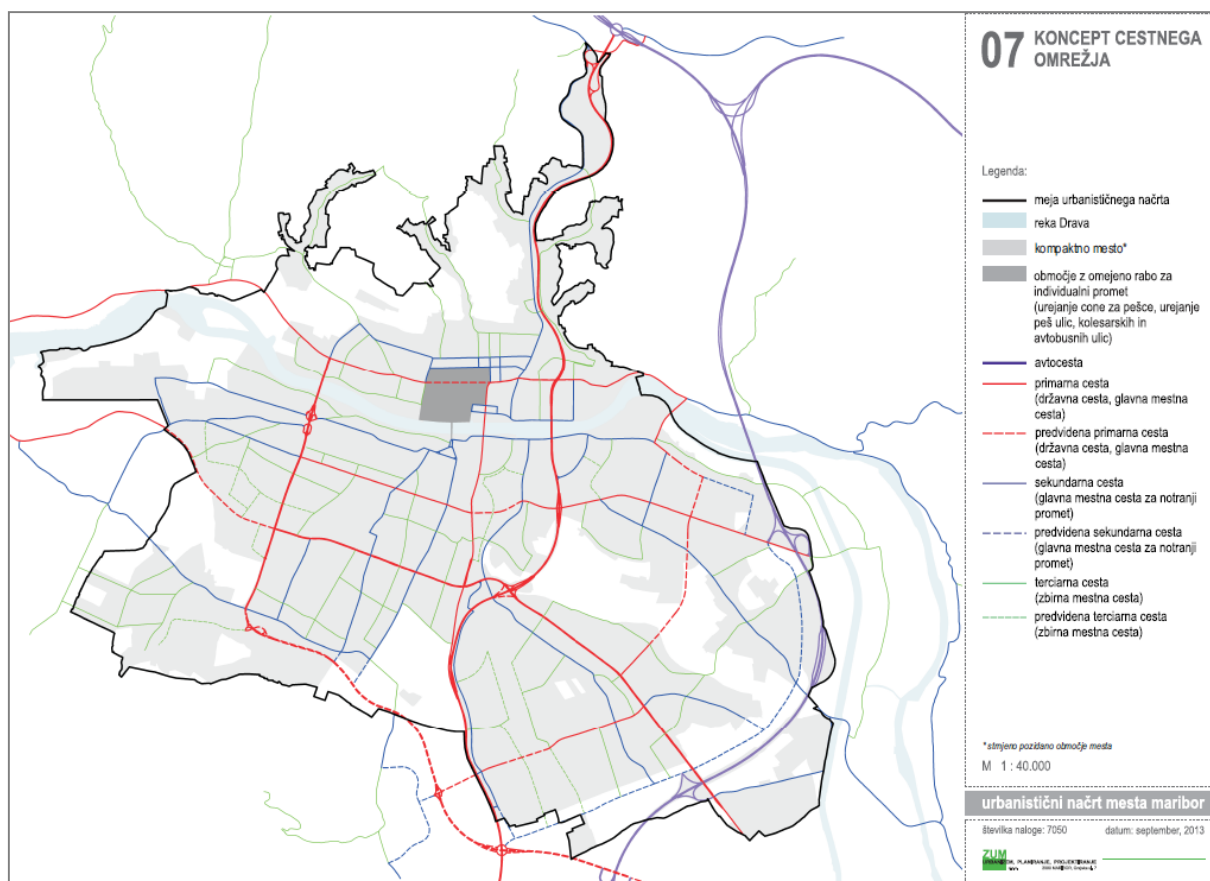 07 KONCEPT CESTNEGA
OMREŽJA
Legenda:
meja urbanističnega načrta
reka Drava
kompaktno mesto*
območje z omejeno rabo za
individualni promet
(urejanje cone za pešce, urejanje
peš ulic, kolesarskih in
avtobusnih ulic)
avtocesta
primarna cesta
(državna cesta, glavna mestna
cesta)
predvidena primarna cesta
(državna cesta, glavna mestna
cesta)
sekundarna cesta
(glavna mestna cesta za notranji
promet)
predvidena sekundarna cesta
(glavna mestna cesta za notranji
promet)
terciarna cesta
(zbirna mestna cesta)
predvidena terciarna cesta
(zbirna mestna cesta)
* strnjeno pozidano območje mesta
M 1 : 40.000
urbanistični načrt mesta maribor
številka naloge: 7050 datum: september, 2013
ZUM
URBANIZEM, PLANIRANJE, PROJEKTIRANJE